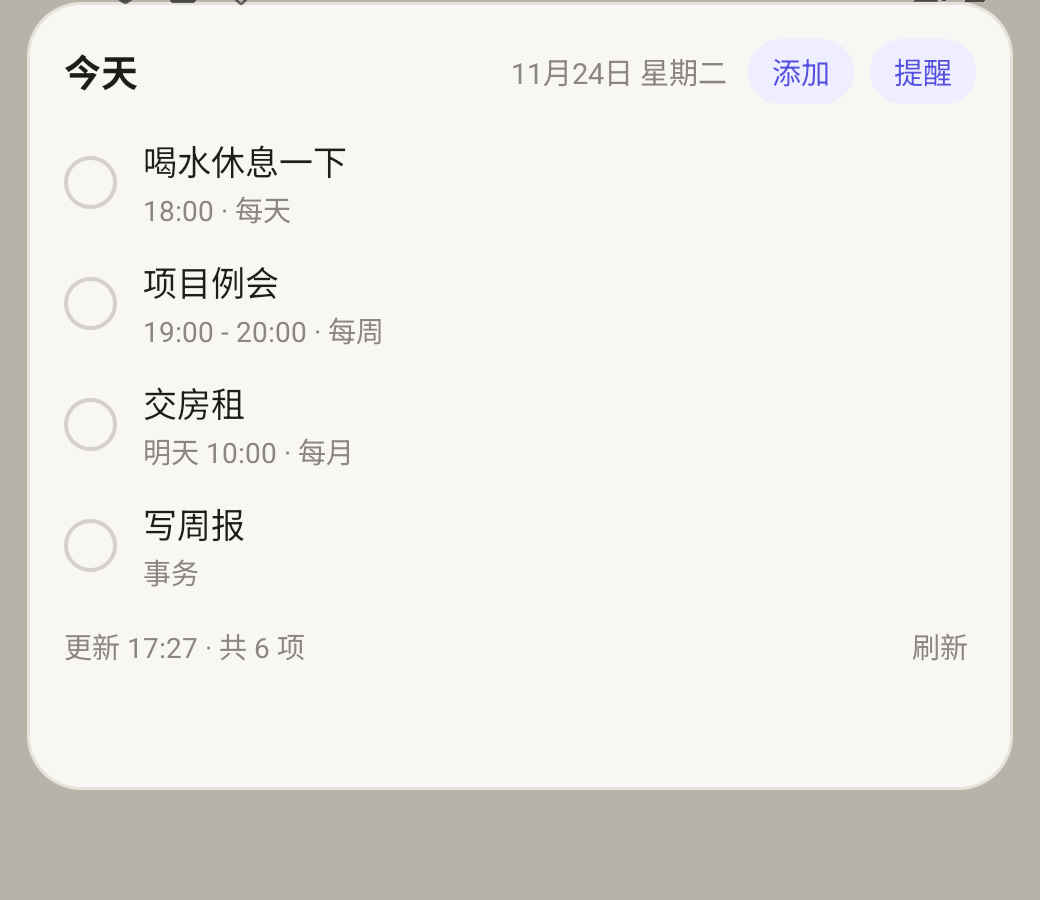 今天
11月24日 星期二
添加
提醒
喝水休息一下
18:00 · 每天
项目例会
19:00 - 20:00 · 每周
交房租
明天 10:00 · 每月
写周报
事务
更新 17:27 · 共 6 项
刷新